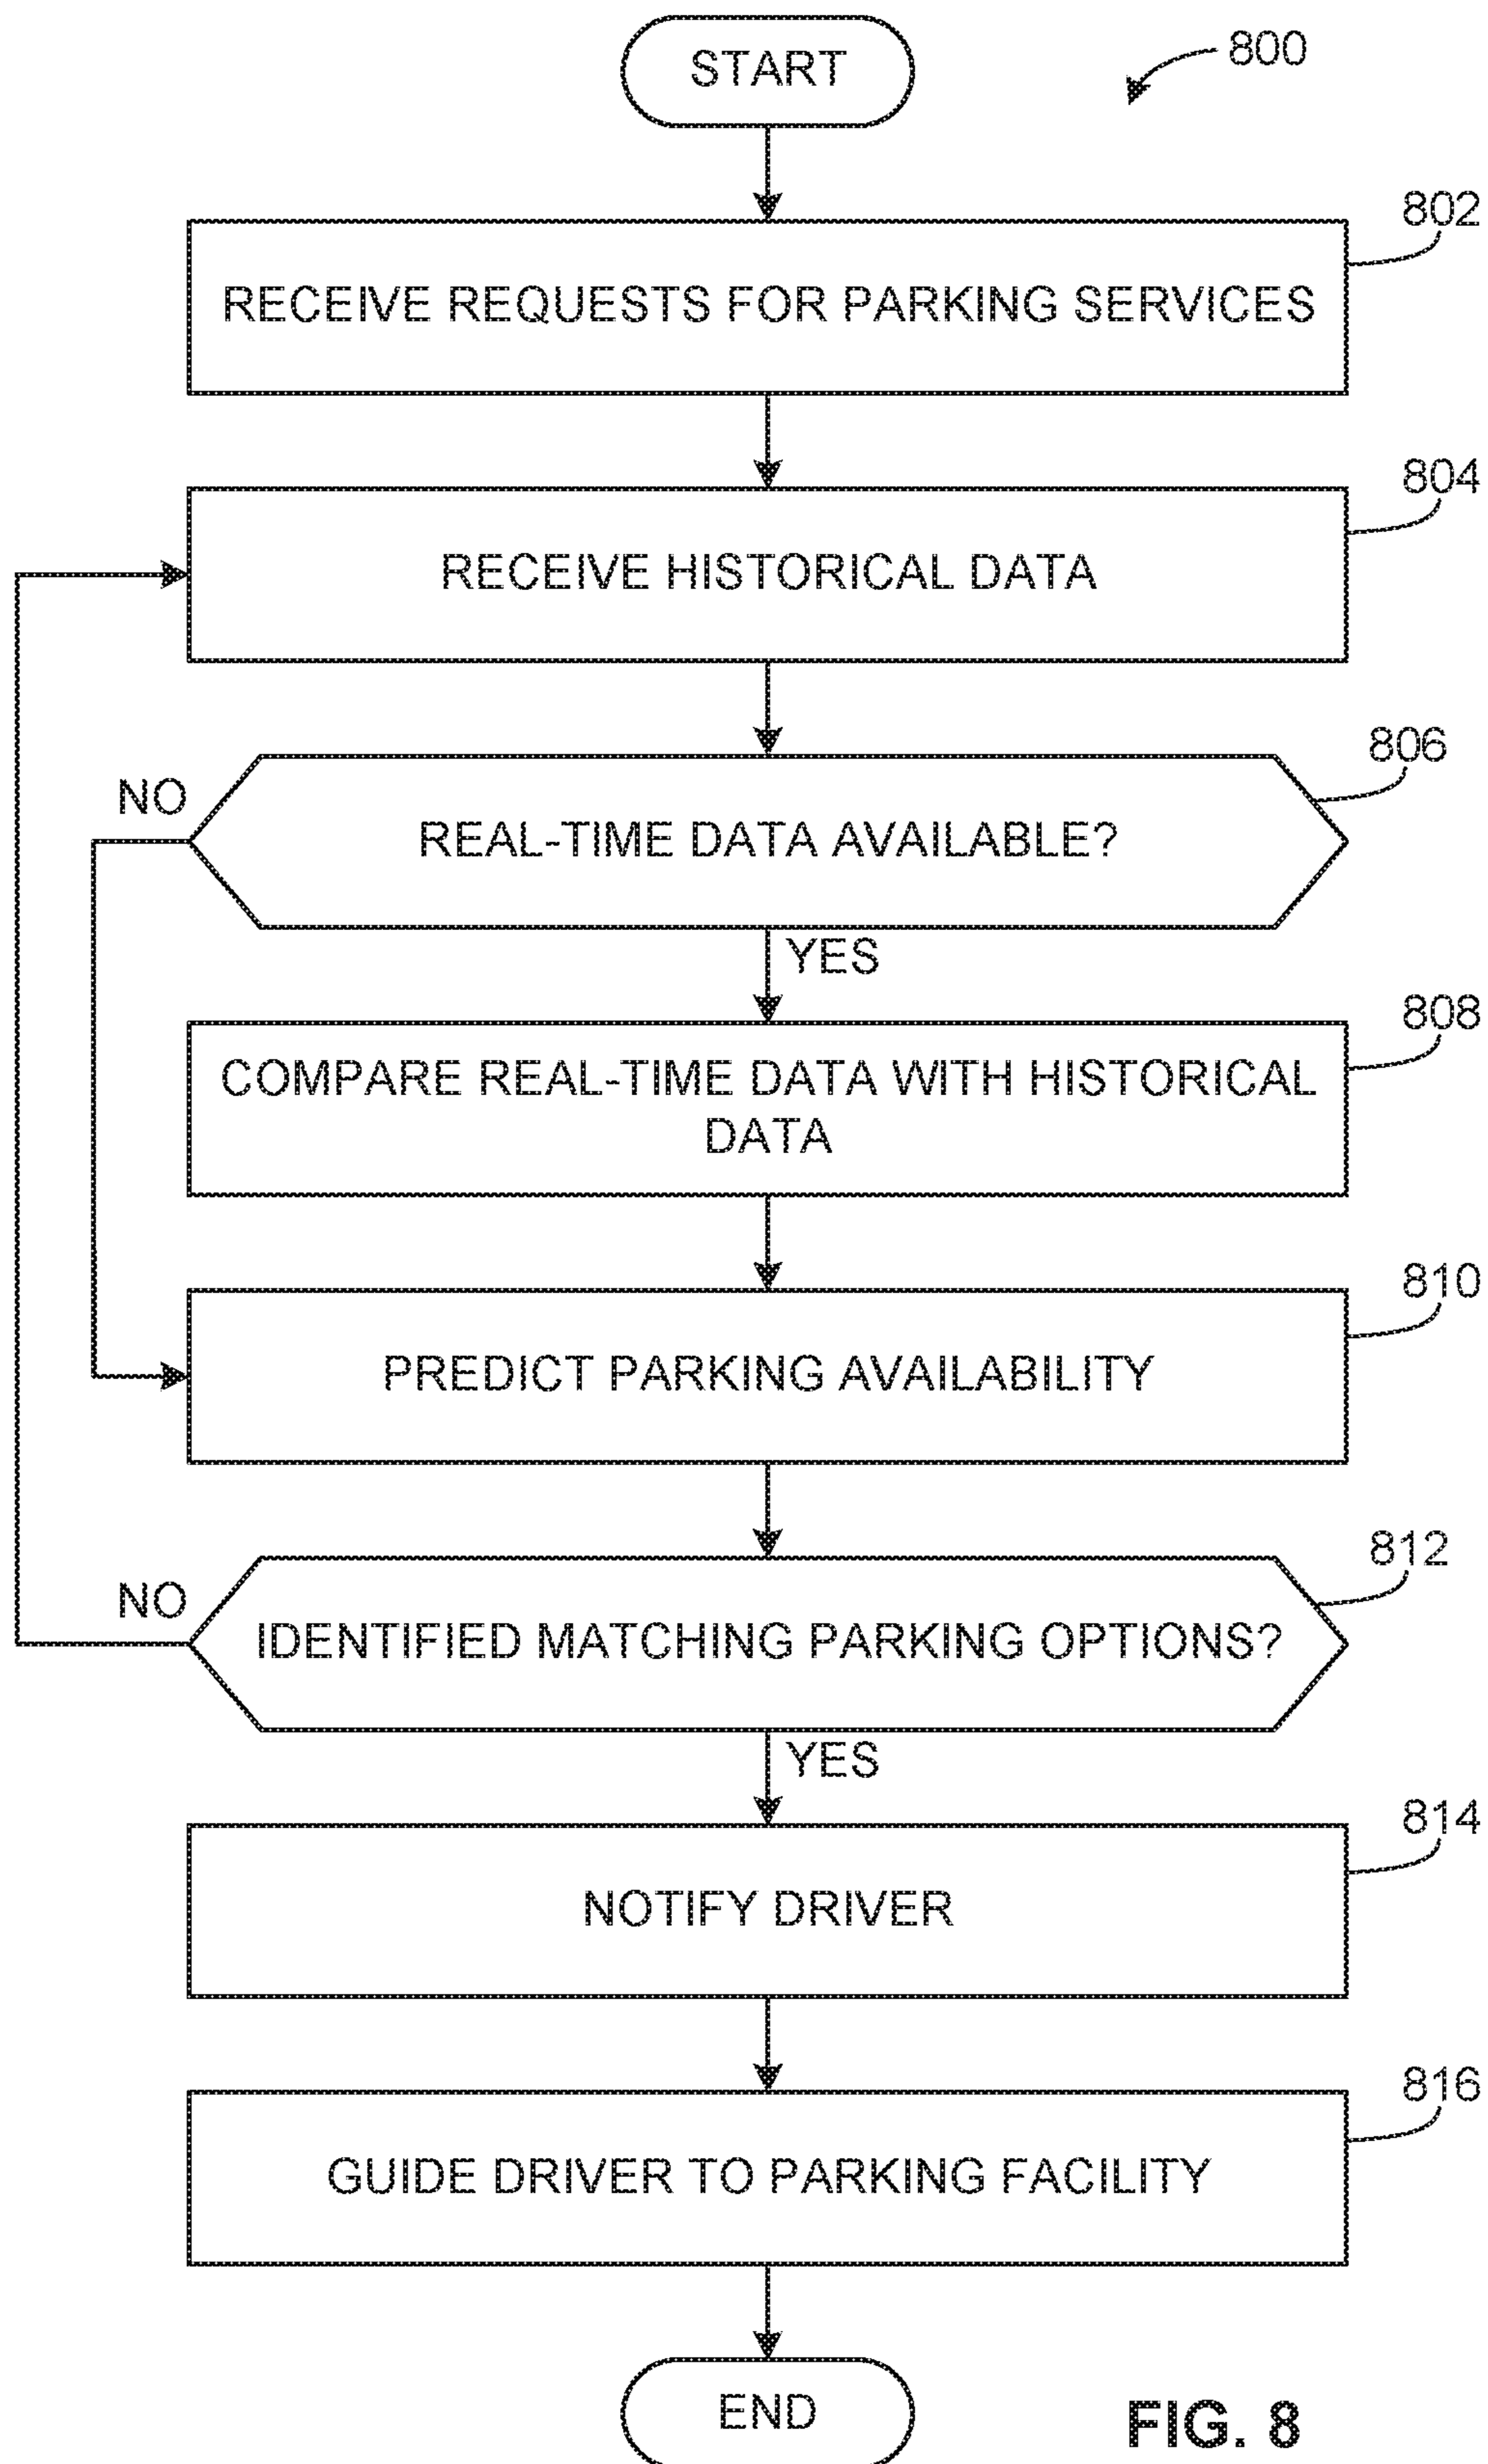 START
800
802
RECEIVE REQUESTS FOR PARKING SERVICES
804
RECEIVE HISTORICAL DATA
806
NO
REAL-TIME DATA AVAILABLE?
YES
808
COMPARE REAL-TIME DATA WITH HISTORICAL
DATA
810
PREDICT PARKING AVAILABILITY
812
NO
IDENTIFIED MATCHING PARKING OPTIONS?
YES
814
NOTIFY DRIVER
816
GUIDE DRIVER TO PARKING FACILITY
END
FIG. 8